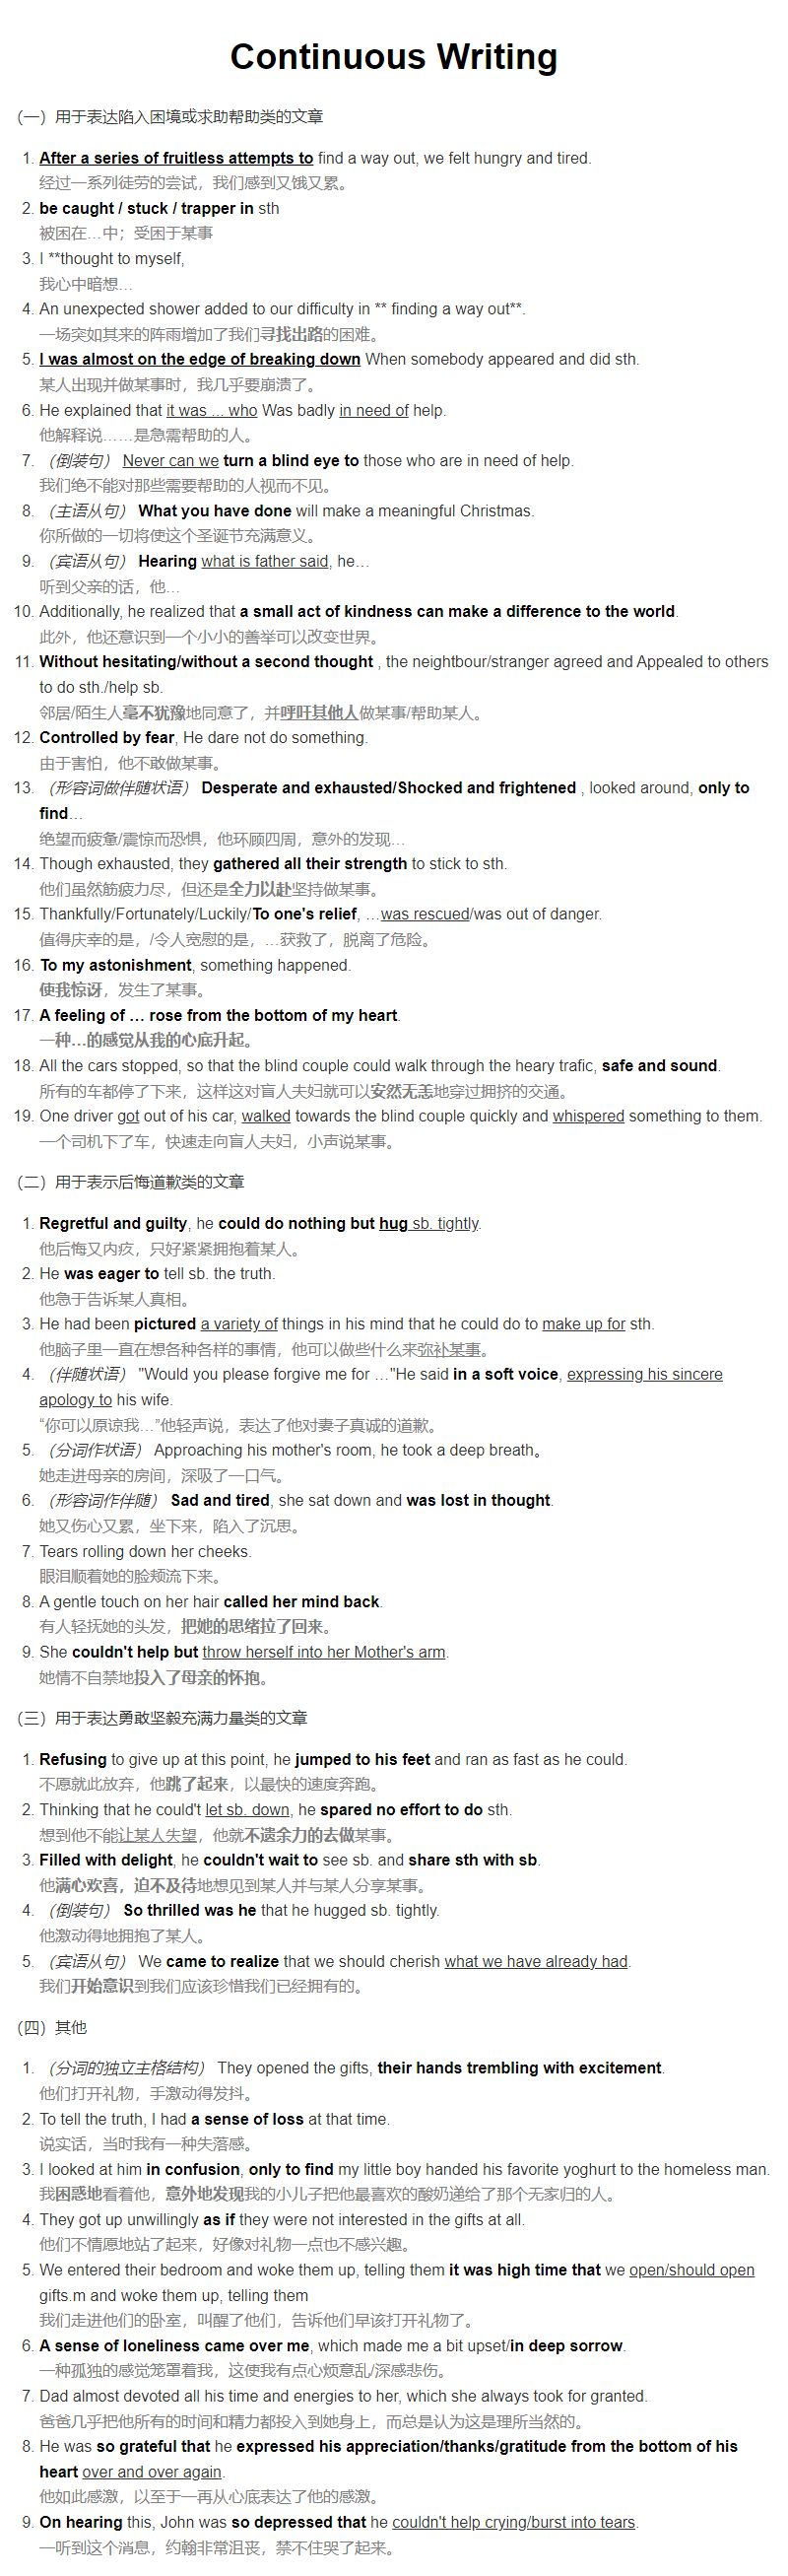 Continuous Writing
（一）用于表达陷入困境或求助帮助类的文章
1. After a series of fruitless attempts to find a way out, we felt hungry and tired.
经过一系列徒劳的尝试，我们感到又饿又累。
2. be caught / stuck / trapper in sth
被困在…中；受困于某事
3. I **thought to myself,
我心中暗想…
4. An unexpected shower added to our difficulty in ** finding a way out**.
一场突如其来的阵雨增加了我们寻找出路的困难。
5. I was almost on the edge of breaking down When somebody appeared and did sth.
某人出现并做某事时，我几乎要崩溃了。
6. He explained that it was ... who Was badly in need of help.
他解释说……是急需帮助的人。
7. （倒装句） Never can we turn a blind eye to those who are in need of help.
我们绝不能对那些需要帮助的人视而不见。
8. （主语从句） What you have done will make a meaningful Christmas.
你所做的一切将使这个圣诞节充满意义。
9. （宾语从句） Hearing what is father said, he…
听到父亲的话，他…
10. Additionally, he realized that a small act of kindness can make a difference to the world.
此外，他还意识到一个小小的善举可以改变世界。
11. Without hesitating/without a second thought , the neighbour/stranger agreed and Appealed to others
to do sth./help sb.
邻居/陌生人毫不犹豫地同意了，并呼吁其他人做某事/帮助某人。
12. Controlled by fear, He dare not do something.
由于害怕，他不敢做某事。
13. （形容词做伴随状语） Desperate and exhausted/Shocked and frightened , looked around, only to
find…
绝望而疲惫/震惊而恐惧，他环顾四周，意外的发现…
14. Though exhausted, they gathered all their strength to stick to sth.
他们虽然筋疲力尽，但还是全力以赴坚持做某事。
15. Thankfully/Fortunately/Luckily/To one's relief, …was rescued/was out of danger.
值得庆幸的是，/令人宽慰的是，…获救了，脱离了危险。
16. To my astonishment, something happened.
使我惊讶，发生了某事。
17. A feeling of … rose from the bottom of my heart.
一种…的感觉从我的心底升起。
18. All the cars stopped, so that the blind couple could walk through the heary trafic, safe and sound.
所有的车都停了下来，这样这对盲人夫妇就可以安然无恙地穿过拥挤的交通。
19. One driver got out of his car, walked towards the blind couple quickly and whispered something to them.
一个司机下了车，快速走向盲人夫妇，小声说某事。
（二）用于表示后悔道歉类的文章
1. Regretful and guilty, he could do nothing but hug sb. tightly.
他后悔又内疚，只好紧紧拥抱着某人。
2. He was eager to tell sb. the truth.
他急于告诉某人真相。
3. He had been pictured a variety of things in his mind that he could do to make up for sth.
他脑子里一直在想各种各样的事情，他可以做些什么来弥补某事。
4. （伴随状语） "Would you please forgive me for …"He said in a soft voice, expressing his sincere
apology to his wife.
“你可以原谅我…”他轻声说，表达了他对妻子真诚的道歉。
5. （分词作状语） Approaching his mother's room, he took a deep breath。
她走进母亲的房间，深吸了一口气。
6. （形容词作伴随） Sad and tired, she sat down and was lost in thought.
她又伤心又累，坐下来，陷入了沉思。
7. Tears rolling down her cheeks.
眼泪顺着她的脸颊流下来。
8. A gentle touch on her hair called her mind back.
有人轻抚她的头发，把她的思绪拉了回来。
9. She couldn't help but throw herself into her Mother's arm.
她情不自禁地投入了母亲的怀抱。
（三）用于表达勇敢坚毅充满力量类的文章
1. Refusing to give up at this point, he jumped to his feet and ran as fast as he could.
不愿就此放弃，他跳了起来，以最快的速度奔跑。
2. Thinking that he could't let sb. down, he spared no effort to do sth.
想到他不能让某人失望，他就不遗余力的去做某事。
3. Filled with delight, he couldn't wait to see sb. and share sth with sb.
他满心欢喜，迫不及待地想见到某人并与某人分享某事。
4. （倒装句） So thrilled was he that he hugged sb. tightly.
他激动得地拥抱了某人。
5. （宾语从句） We came to realize that we should cherish what we have already had.
我们开始意识到我们应该珍惜我们已经拥有的。
（四）其他
1. （分词的独立主格结构） They opened the gifts, their hands trembling with excitement.
他们打开礼物，手激动得发抖。
2. To tell the truth, I had a sense of loss at that time.
说实话，当时我有一种失落感。
3. I looked at him in confusion, only to find my little boy handed his favorite yoghurt to the homeless man.
我困惑地看着他，意外地发现我的小儿子把他最喜欢的酸奶递给了那个无家归的人。
4. They got up unwillingly as if they were not interested in the gifts at all.
他们不情愿地站了起来，好像对礼物一点也不感兴趣。
5. We entered their bedroom and woke them up, telling them it was high time that we open/should open
gifts.m and woke them up, telling them
我们走进他们的卧室，叫醒了他们，告诉他们早该打开礼物了。
6. A sense of loneliness came over me, which made me a bit upset/in deep sorrow.
一种孤独的感觉笼罩着我，这使我有点心烦意乱/深感悲伤。
7. Dad almost devoted all his time and energies to her, which she always took for granted.
爸爸几乎把他所有的时间和精力都投入到她身上，而总是认为这是理所当然的。
8. He was so grateful that he expressed his appreciation/thanks/gratitude from the bottom of his
heart over and over again.
他如此感激，以至于一再从心底表达了他的感激。
9. On hearing this, John was so depressed that he couldn't help crying/burst into tears.
一听到这个消息，约翰非常沮丧，禁不住哭了起来。